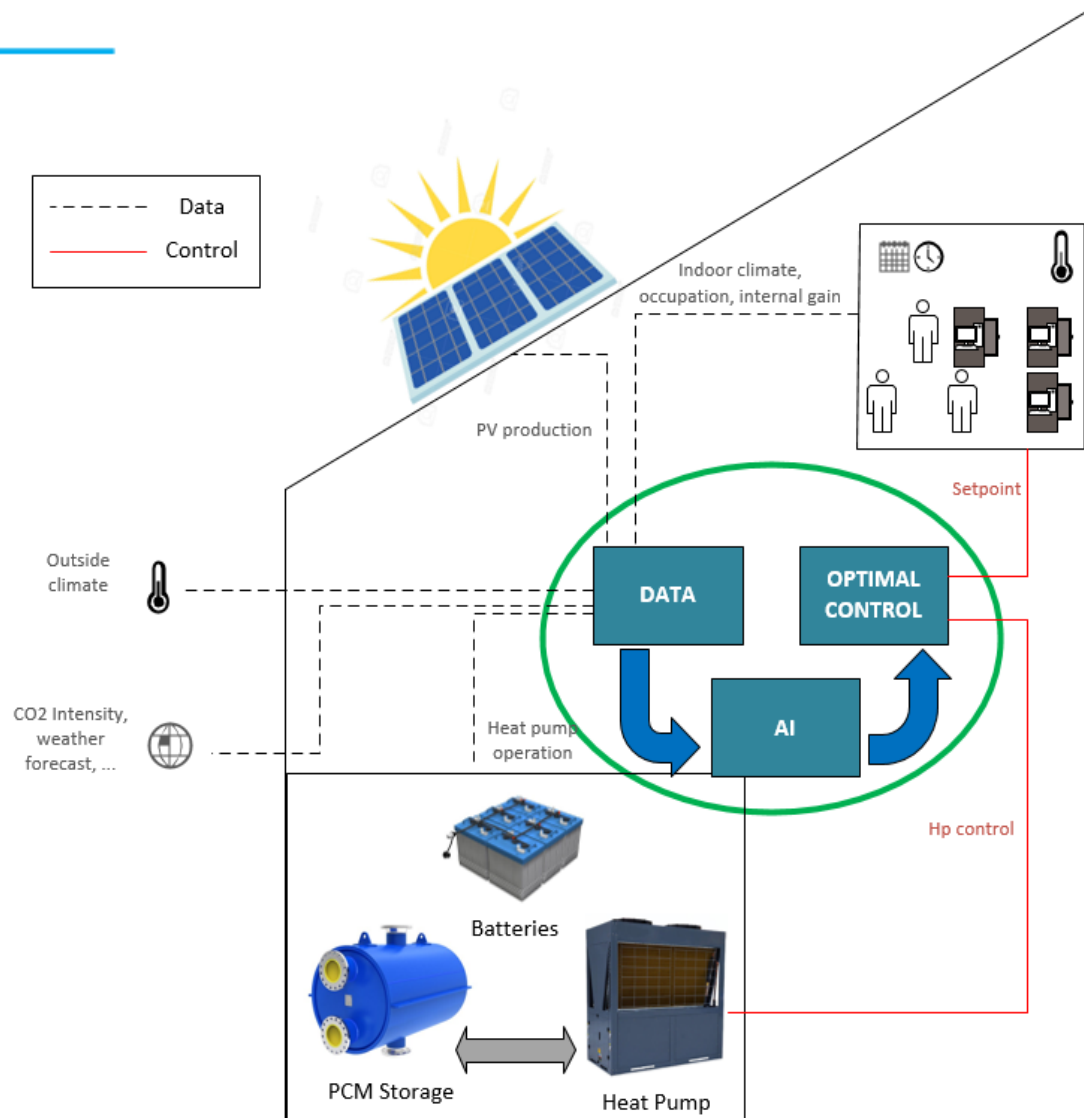 Data
Control
Indoor climate,
occupation, internal gain
PV production
Setpoint
Outside
climate
DATA
OPTIMAL
CONTROL
CO2 Intensity,
weather
forecast, ...
Heat pump
operation
AI
Hp control
Batteries
PCM Storage
Heat Pump